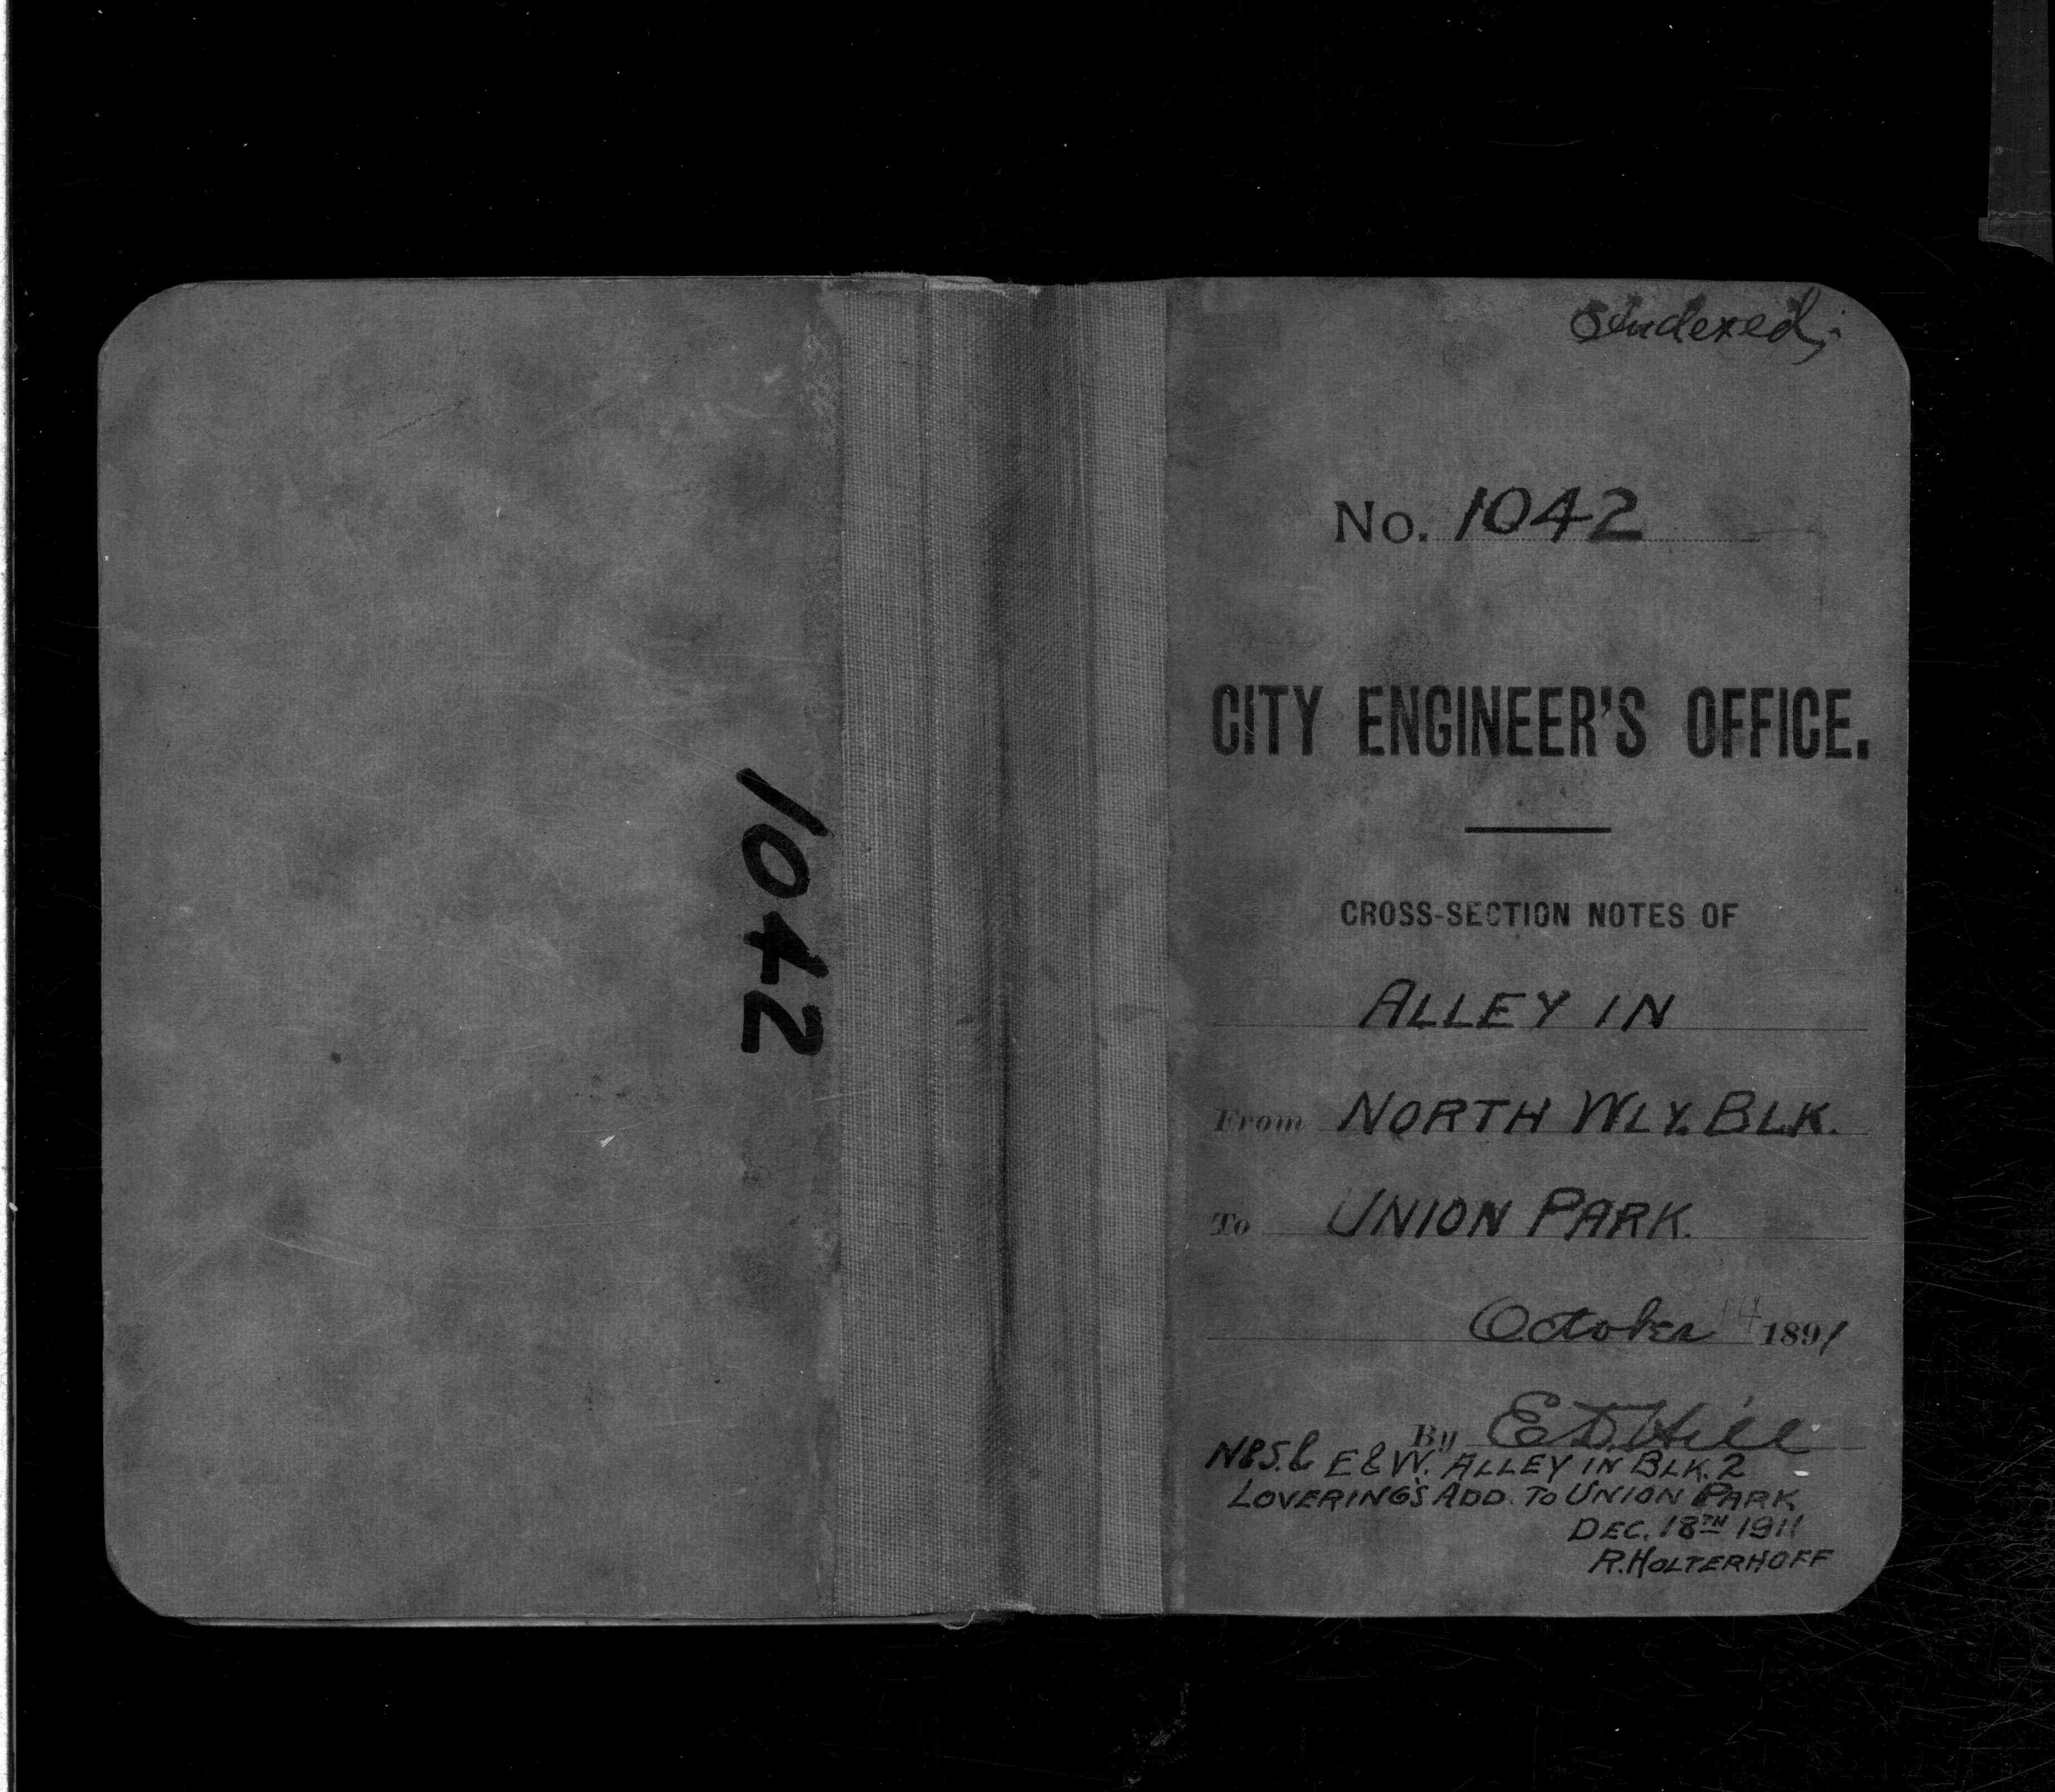 1042
Indexed;
No. 1042
CITY ENGINEER'S OFFICE.
CROSS-SECTION NOTES OF
ALLEY IN
From NORTH WLY. BLK.
To UNION PARK.
October 14 1891
By E D Hill
N&S. & E&W. ALLEY IN BLK. 2
LOVERING'S ADD. TO UNION PARK
DEC. 18TH 1911
R. HOLTERHOFF